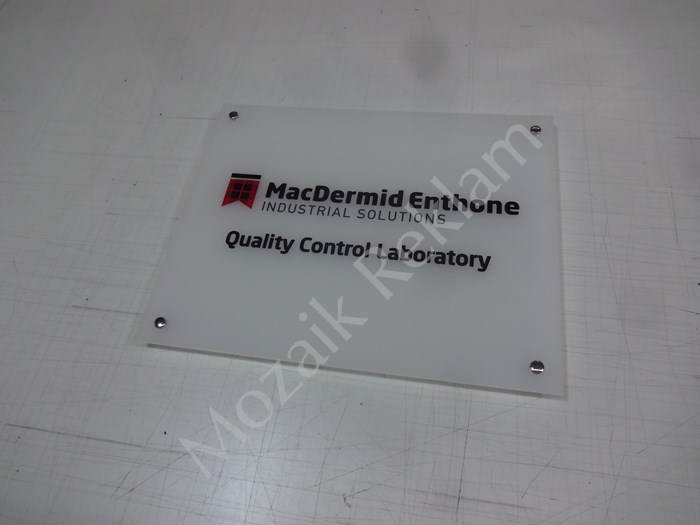 MacDermid Enthone
INDUSTRIAL SOLUTIONS
Quality Control Laboratory
Mozaik Reklam